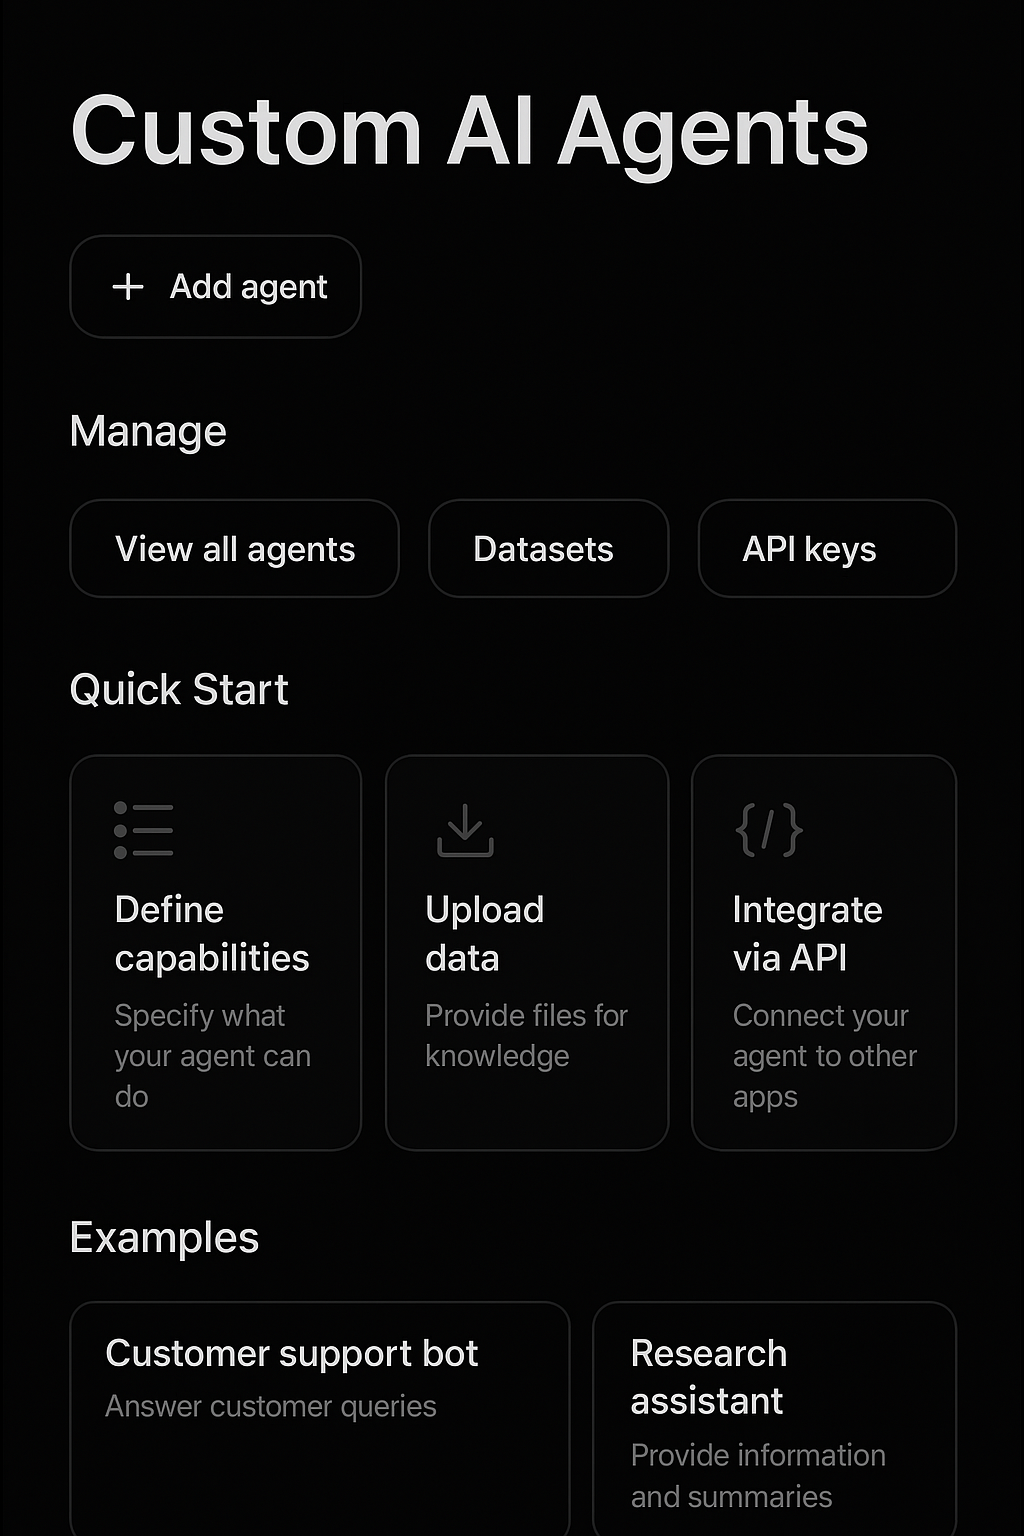 Custom AI Agents
Add agent
Manage
View all agents
Datasets
API keys
Quick Start
Define
capabilities
Specify what
your agent can
do
Upload
data
Provide files for
knowledge
Integrate
via API
Connect your
agent to other
apps
Examples
Customer support bot
Answer customer queries
Research
assistant
Provide information
and summaries